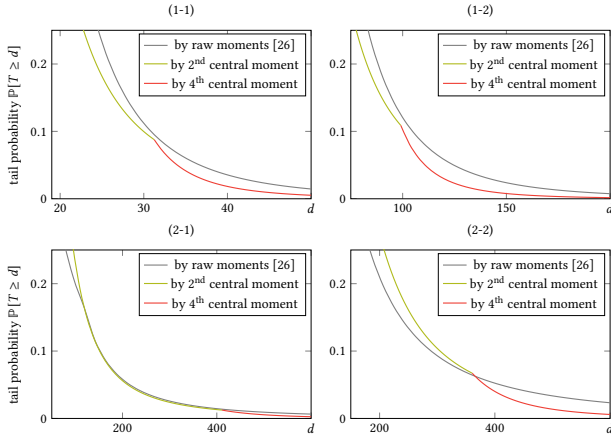 (1-1)
(1-2)
tail probability ℙ[T ≥ d]
0.2
0.1
0
by raw moments [26]
by 2nd central moment
by 4th central moment
20
30
40
d
0.2
0.1
0
by raw moments [26]
by 2nd central moment
by 4th central moment
100
150
d
(2-1)
(2-2)
tail probability ℙ[T ≥ d]
0.2
0.1
0
by raw moments [26]
by 2nd central moment
by 4th central moment
200
400
d
0.2
0.1
0
by raw moments [26]
by 2nd central moment
by 4th central moment
200
400
d